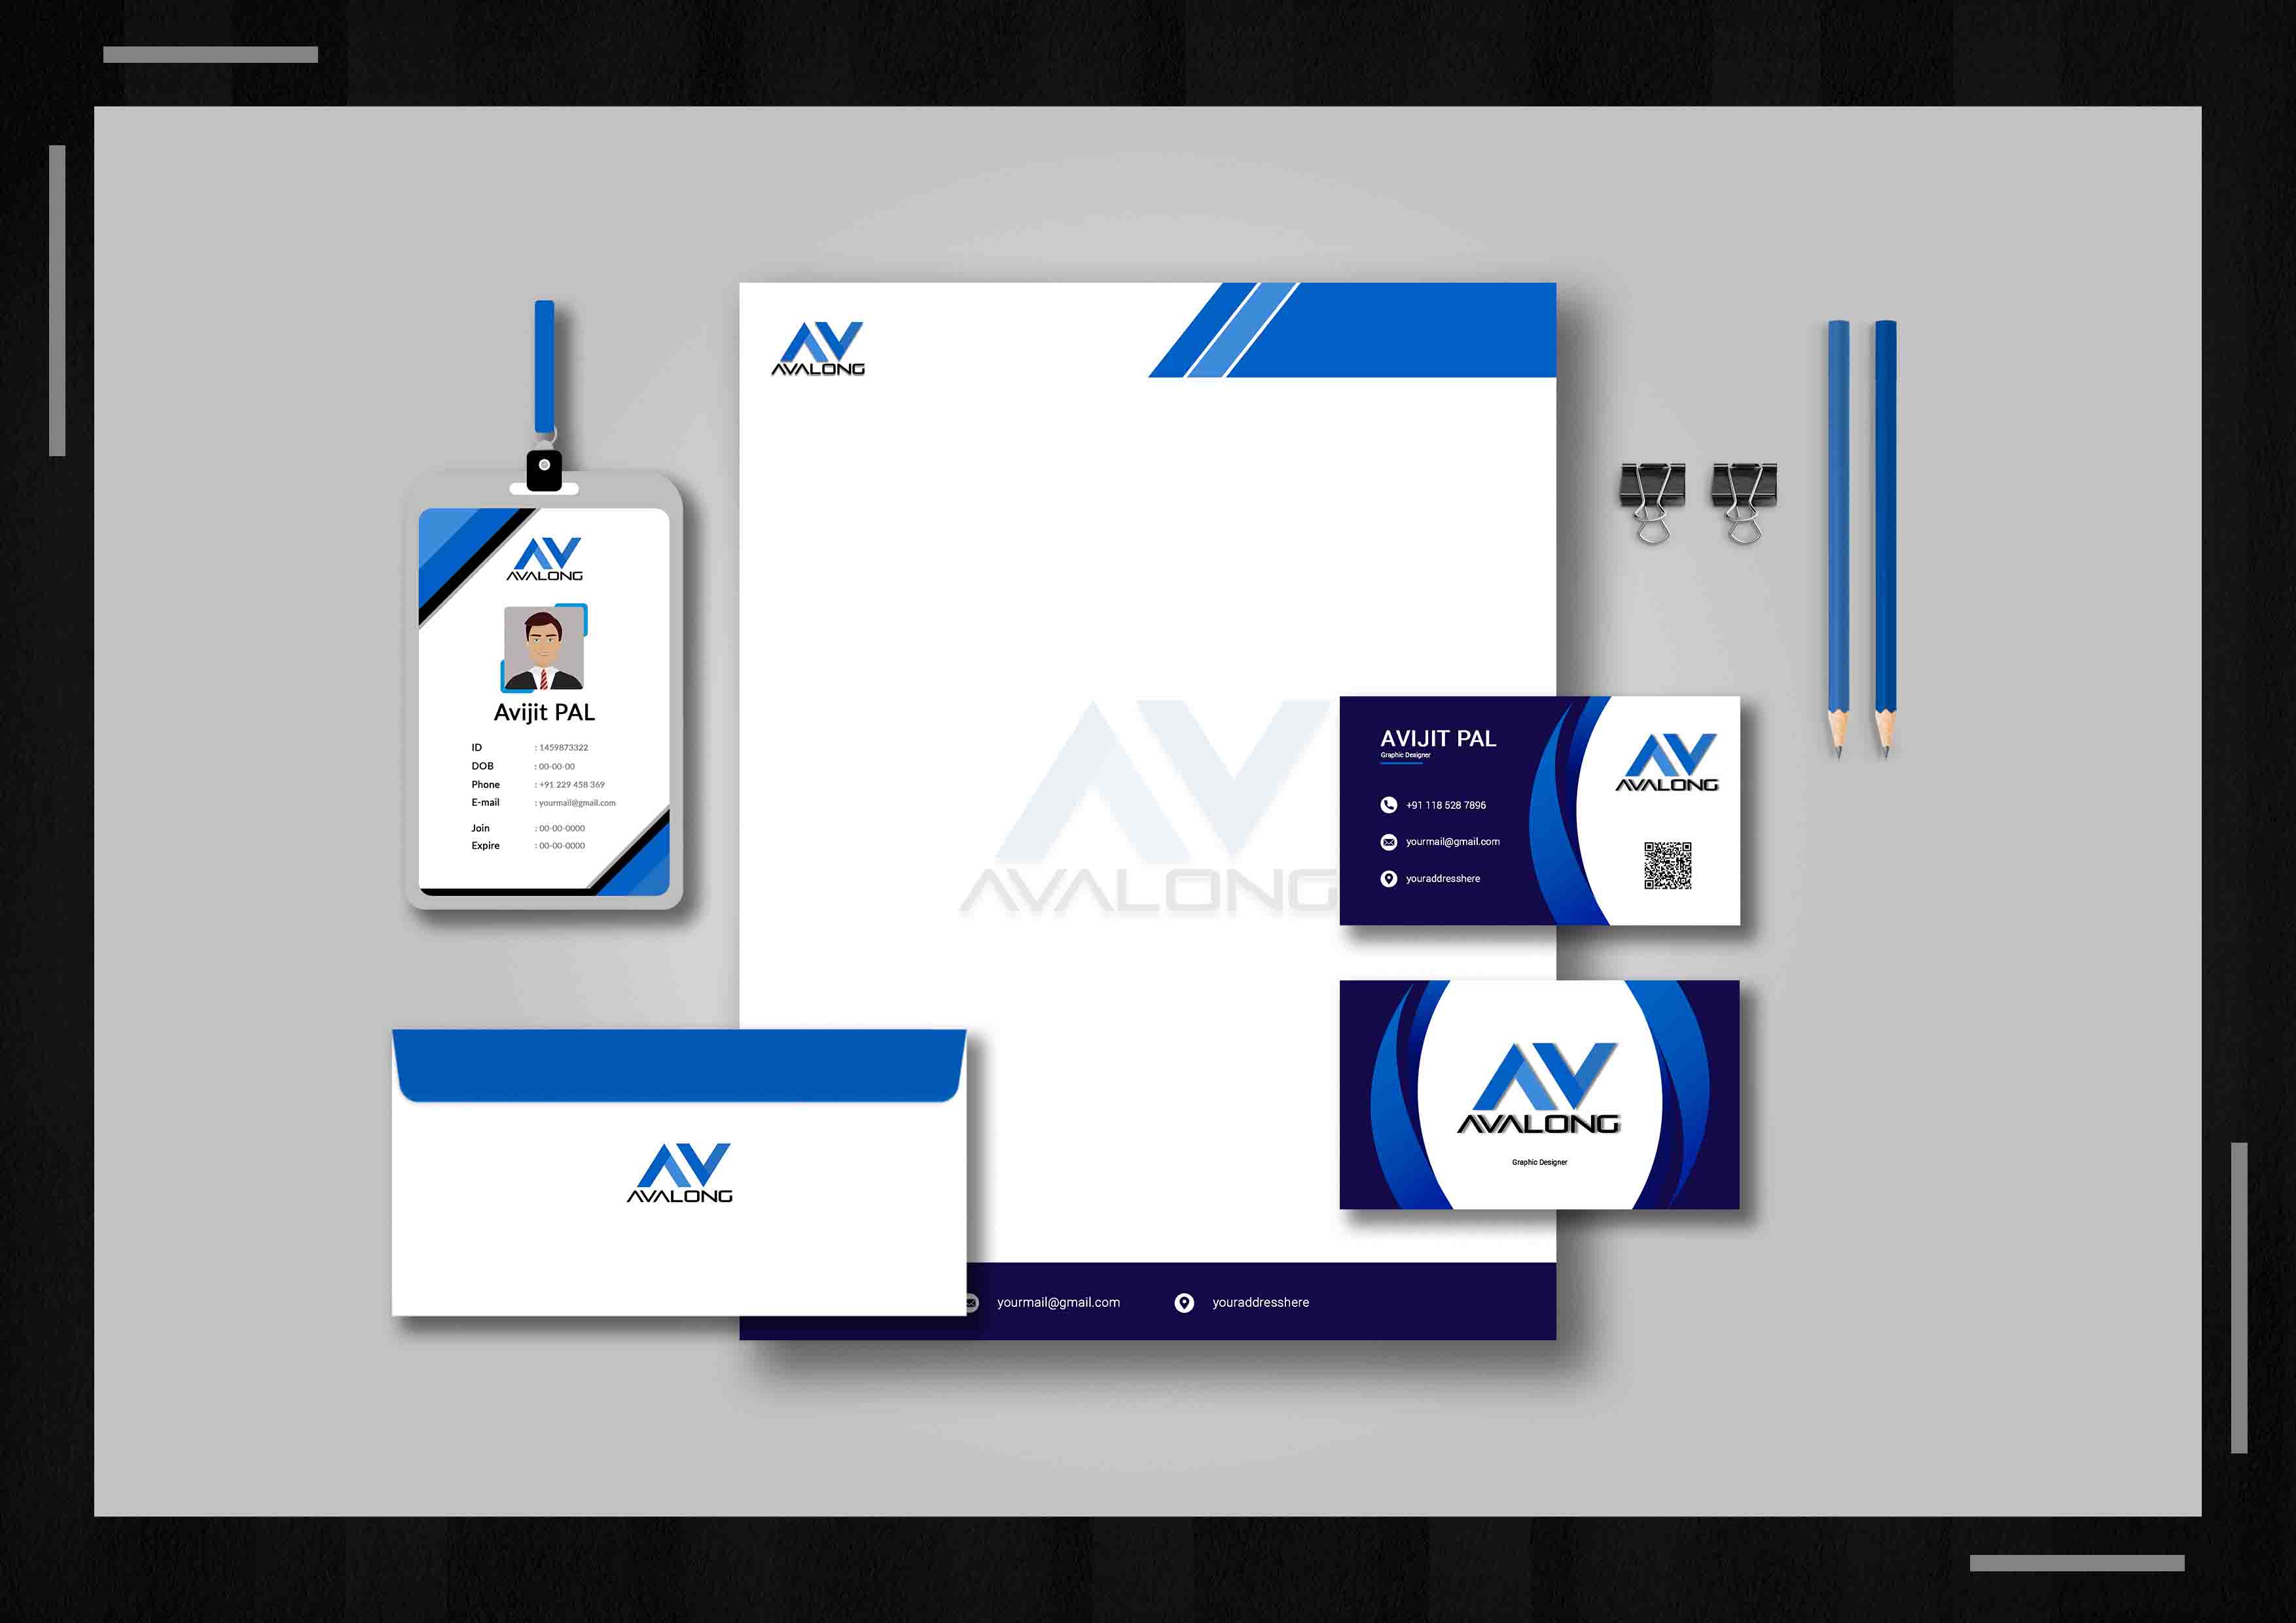 AVALONG
AVALONG
Avijit PAL
ID : 1459873322
DOB : 00-00-00
Phone : +91 229 458 369
E-mail : yourmail@gmail.com
Join : 00-00-0000
Expire : 00-00-0000
AVALONG
AVIJIT PAL
Graphic Designer
+91 118 528 7896
yourmail@gmail.com
youraddresshere
AVALONG
AVALONG
Graphic Designer
AVALONG
yourmail@gmail.com
youraddresshere